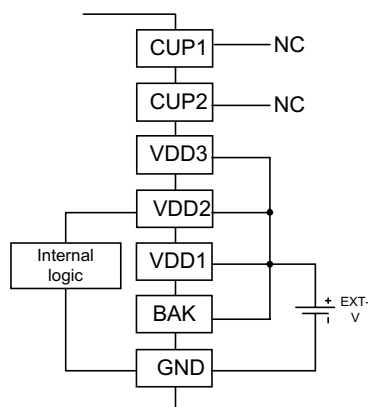 CUP1
NC
CUP2
NC
VDD3
VDD2
Internal
logic
VDD1
BAK
+
EXT-
V
-
GND